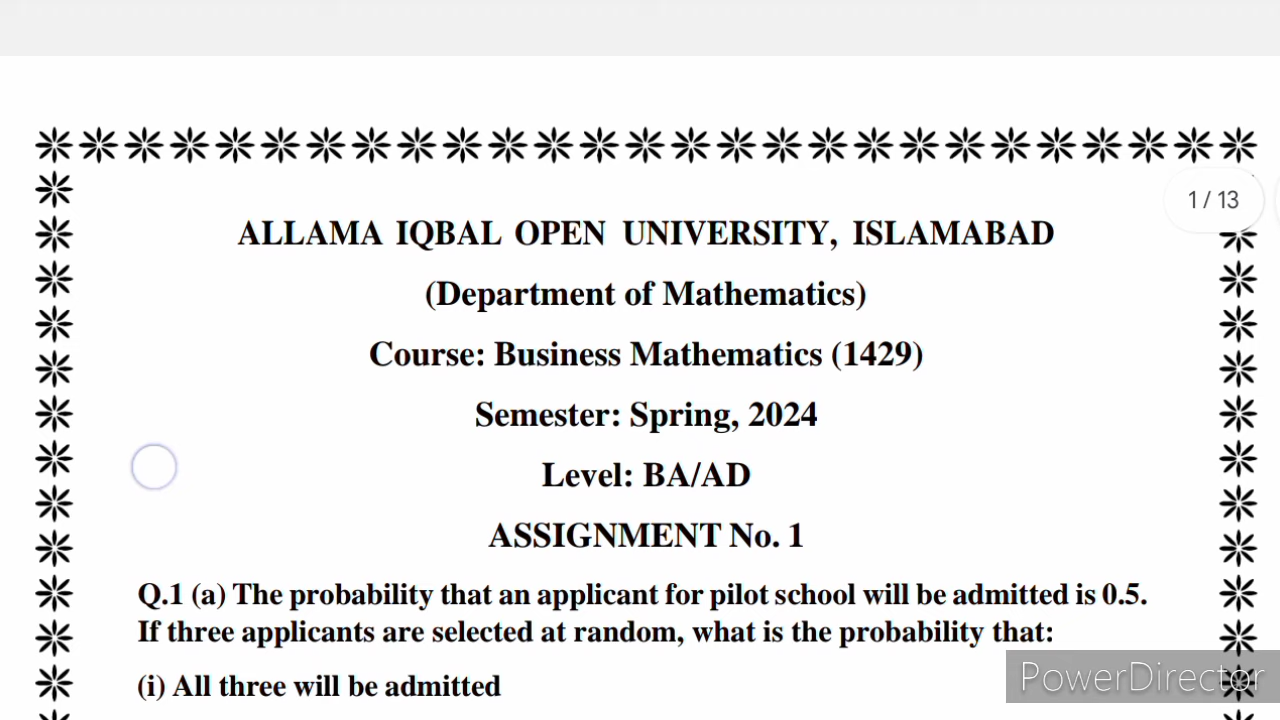 1 / 13
ALLAMA IQBAL OPEN UNIVERSITY, ISLAMABAD
(Department of Mathematics)
Course: Business Mathematics (1429)
Semester: Spring, 2024
Level: BA/AD
ASSIGNMENT No. 1
Q.1 (a) The probability that an applicant for pilot school will be admitted is 0.5.
If three applicants are selected at random, what is the probability that:
(i) All three will be admitted
PowerDirector